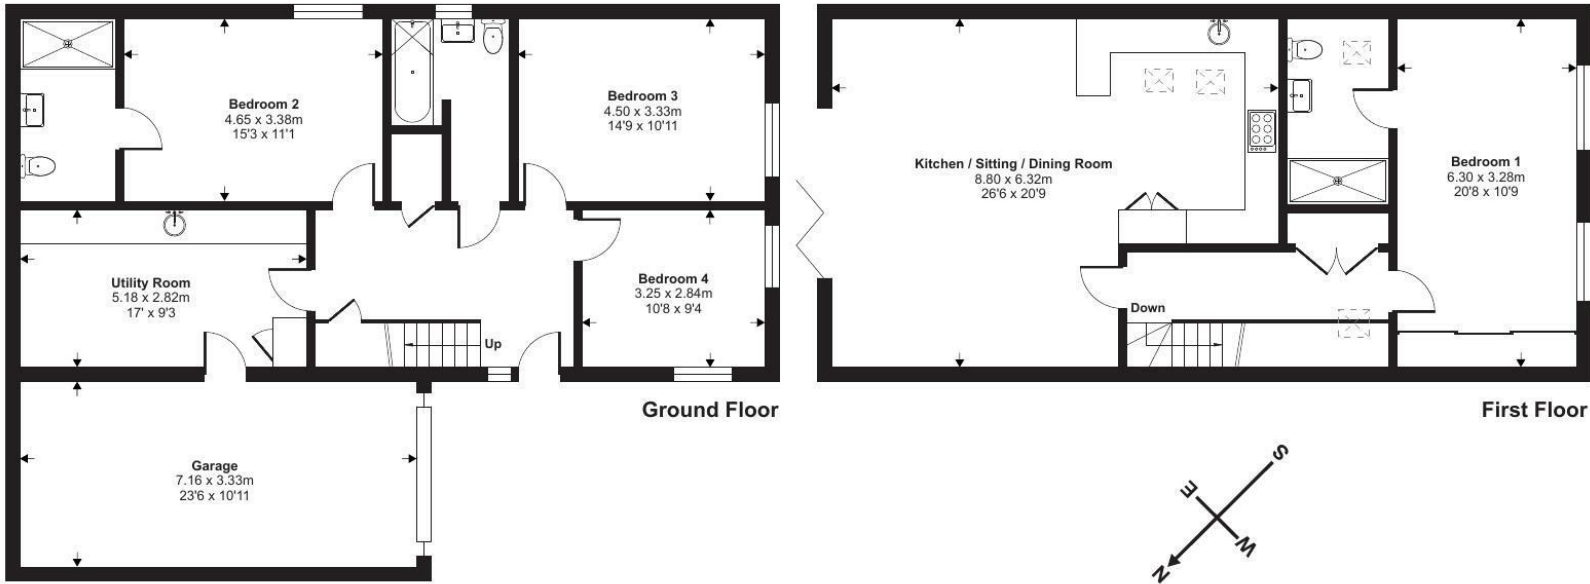 Bedroom 2
4.65 x 3.38m
15'3 x 11'1
Bedroom 3
4.50 x 3.33m
14'9 x 10'11
Utility Room
5.18 x 2.82m
17' x 9'3
Bedroom 4
3.25 x 2.84m
10'8 x 9'4
Up
Ground Floor
Garage
7.16 x 3.33m
23'6 x 10'11
Kitchen / Sitting / Dining Room
8.80 x 6.32m
26'6 x 20'9
Bedroom 1
6.30 x 3.28m
20'8 x 10'9
Down
First Floor
S
E
W
N